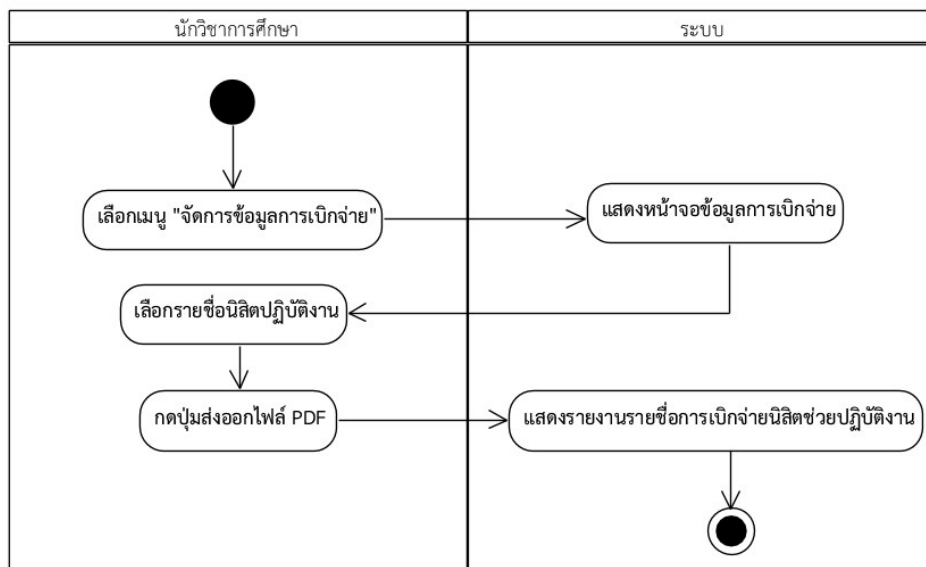 นักวิชาการศึกษา
ระบบ
เลือกเมนู "จัดการข้อมูลการเบิกจ่าย"
แสดงหน้าจอข้อมูลการเบิกจ่าย
เลือกรายชื่อนิสิตปฏิบัติงาน
กดปุ่มส่งออกไฟล์ PDF
แสดงรายงานรายชื่อการเบิกจ่ายนิสิตช่วยปฏิบัติงาน